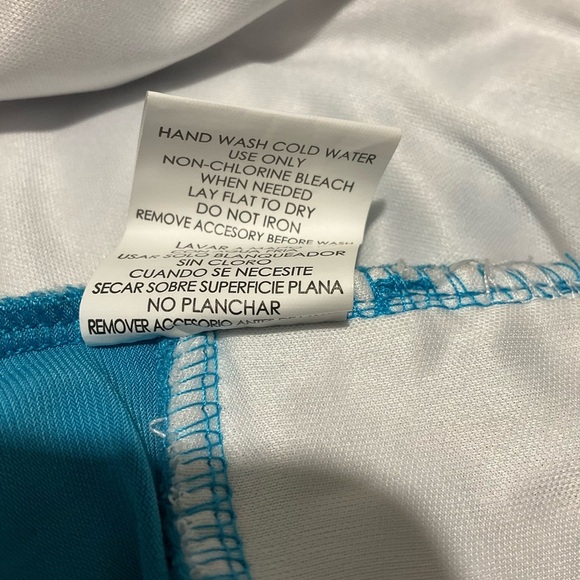 HAND WASH COLD WATER
USE ONLY
NON-CHLORINE BLEACH
WHEN NEEDED
LAY FLAT TO DRY
DO NOT IRON
REMOVE ACCESORY BEFORE WASH
LAVAR A MANO
USAR SOLO BLANQUEADOR
SIN CLORO
CUANDO SE NECESITE
SECAR SOBRE SUPERFICIE PLANA
NO PLANCHAR
REMOVER ACCESORIO